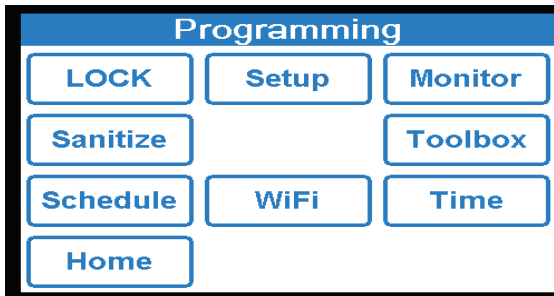 Programming
LOCK Setup Monitor
Sanitize Toolbox
Schedule WiFi Time
Home